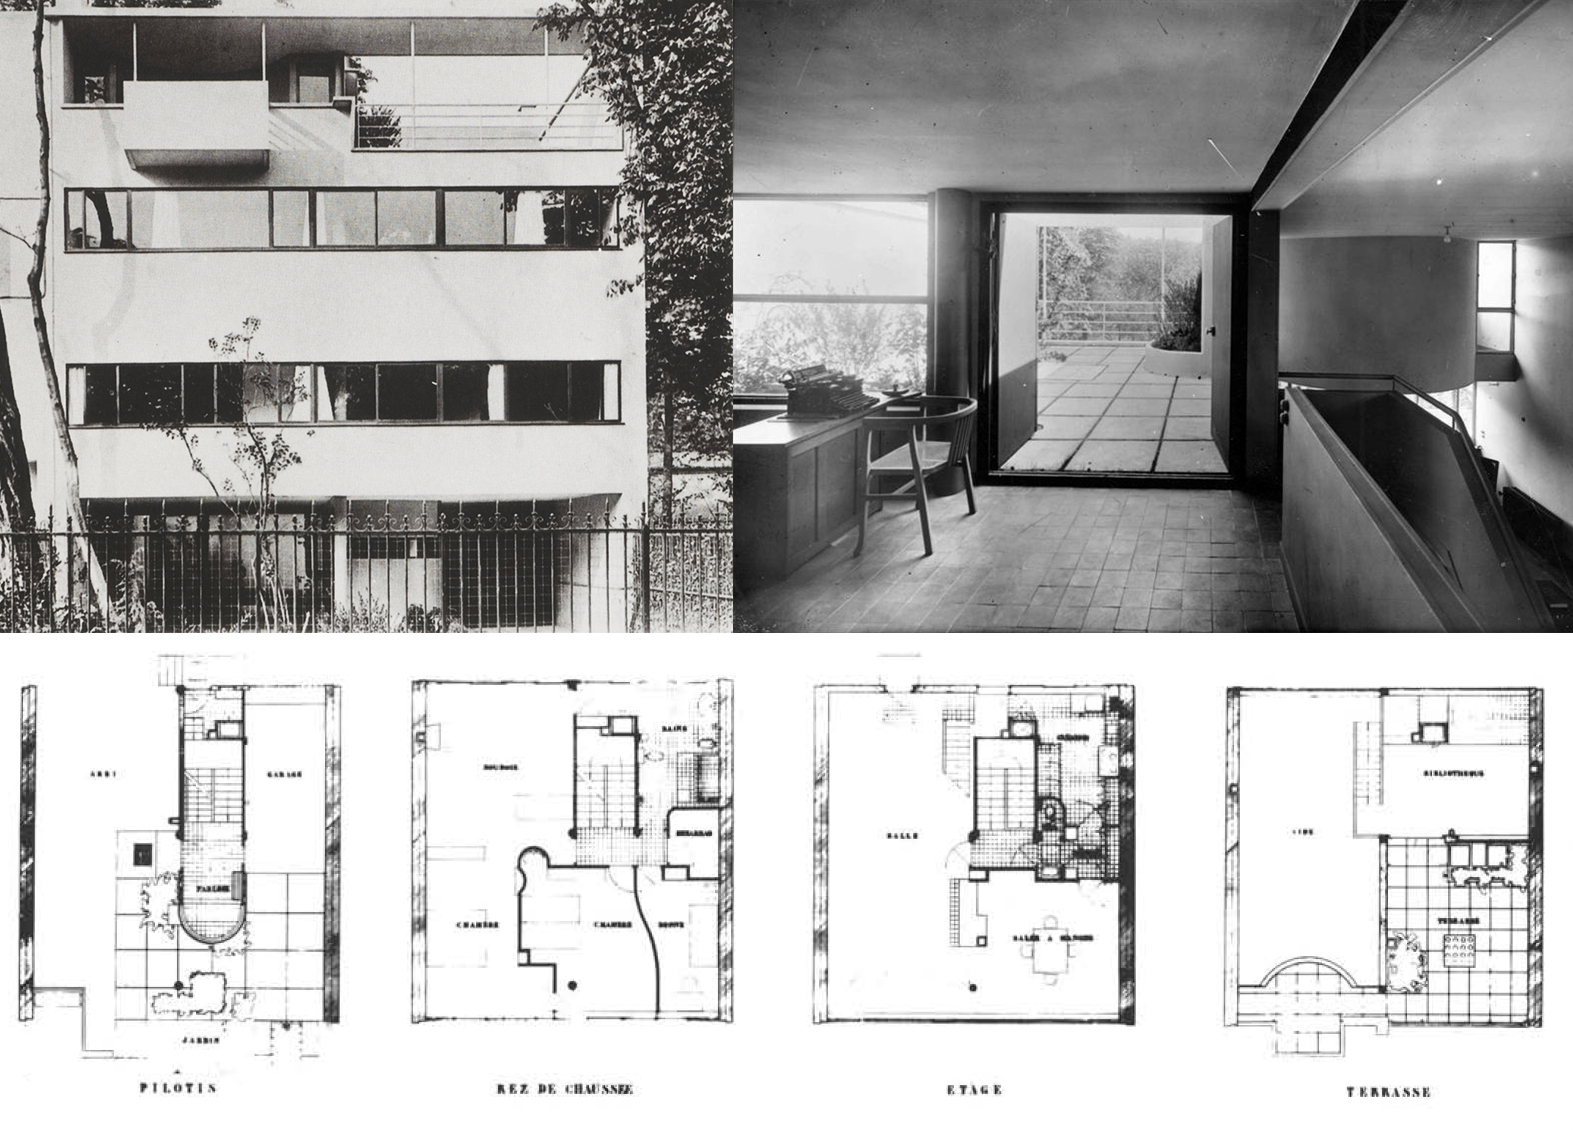 ABRI
GARAGE
PARLOIR
JARDIN
PILOTIS
BAINS
BOUDOIR
DEBARRAS
CHAMBRE
CHAMBRE
BONNE
REZ DE CHAUSSEE
CUISINE
SALLE
SALLE A MANGER
ETAGE
BIBLIOTHEQUE
VIDE
TERRASSE
TERRASSE